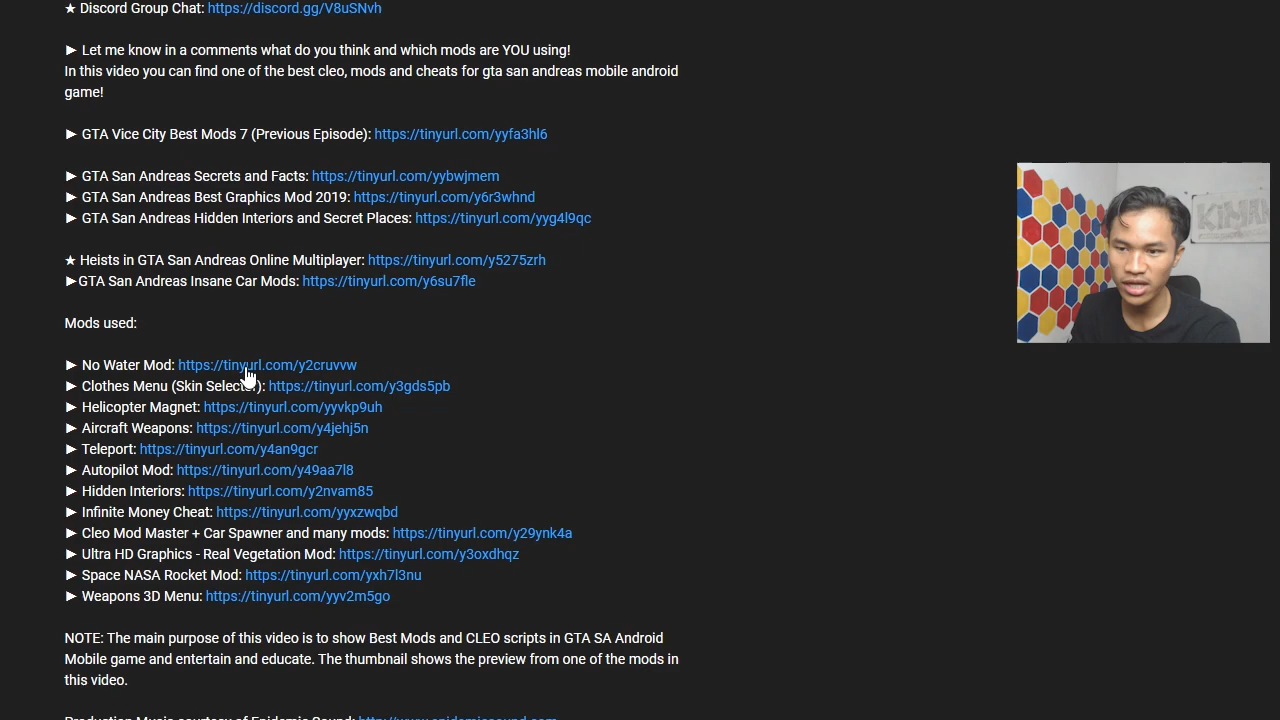 ★ Discord Group Chat: https://discord.gg/V8uSNvh
► Let me know in a comments what do you think and which mods are YOU using!
In this video you can find one of the best cleo, mods and cheats for gta san andreas mobile android
game!
► GTA Vice City Best Mods 7 (Previous Episode): https://tinyurl.com/yyfa3hl6
► GTA San Andreas Secrets and Facts: https://tinyurl.com/yybwjmem
► GTA San Andreas Best Graphics Mod 2019: https://tinyurl.com/y6r3whnd
► GTA San Andreas Hidden Interiors and Secret Places: https://tinyurl.com/yyg4l9qc
★ Heists in GTA San Andreas Online Multiplayer: https://tinyurl.com/y5275zrh
►GTA San Andreas Insane Car Mods: https://tinyurl.com/y6su7fle
Mods used:
► No Water Mod: https://tinyurl.com/y2cruvvw
► Clothes Menu (Skin Selector): https://tinyurl.com/y3gds5pb
► Helicopter Magnet: https://tinyurl.com/yyvkp9uh
► Aircraft Weapons: https://tinyurl.com/y4jehj5n
► Teleport: https://tinyurl.com/y4an9gcr
► Autopilot Mod: https://tinyurl.com/y49aa7l8
► Hidden Interiors: https://tinyurl.com/y2nvam85
► Infinite Money Cheat: https://tinyurl.com/yyxzwqbd
► Cleo Mod Master + Car Spawner and many mods: https://tinyurl.com/y29ynk4a
► Ultra HD Graphics - Real Vegetation Mod: https://tinyurl.com/y3oxdhqz
► Space NASA Rocket Mod: https://tinyurl.com/yxh7l3nu
► Weapons 3D Menu: https://tinyurl.com/yyv2m5go
NOTE: The main purpose of this video is to show Best Mods and CLEO scripts in GTA SA Android
Mobile game and entertain and educate. The thumbnail shows the preview from one of the mods in
this video.
Production Music courtesy of Epidemic Sound: http://www.epidemicsound.com